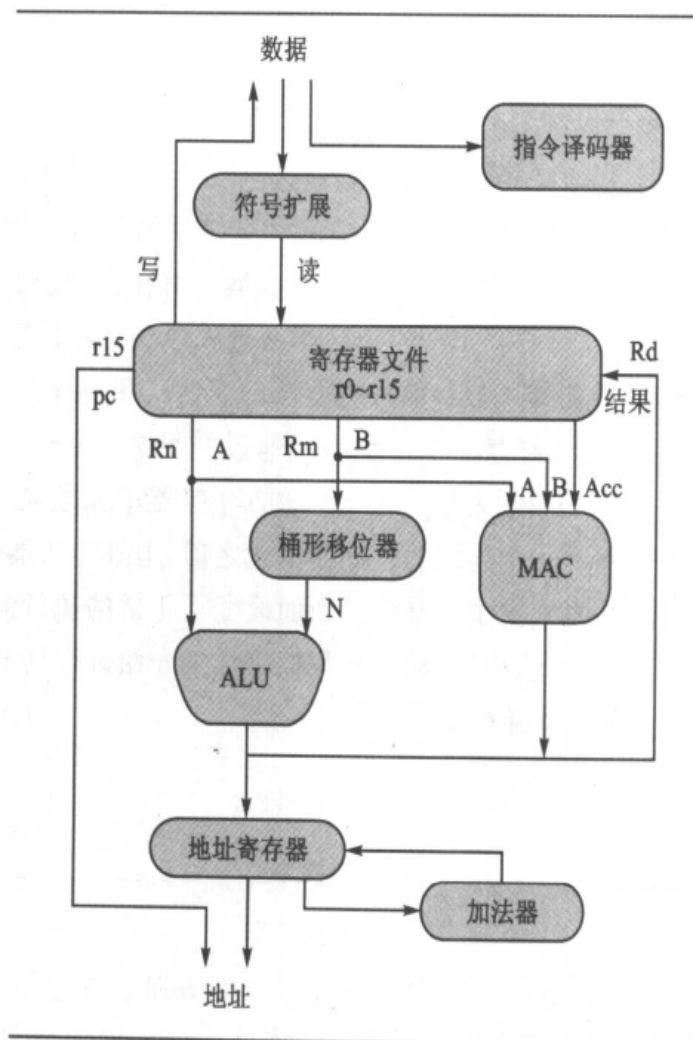 数据
指令译码器
符号扩展
写
读
r15
寄存器文件
Rd
pc
r0~r15
结果
Rn
A
Rm
B
A
B
Acc
桶形移位器
MAC
N
ALU
地址寄存器
加法器
地址